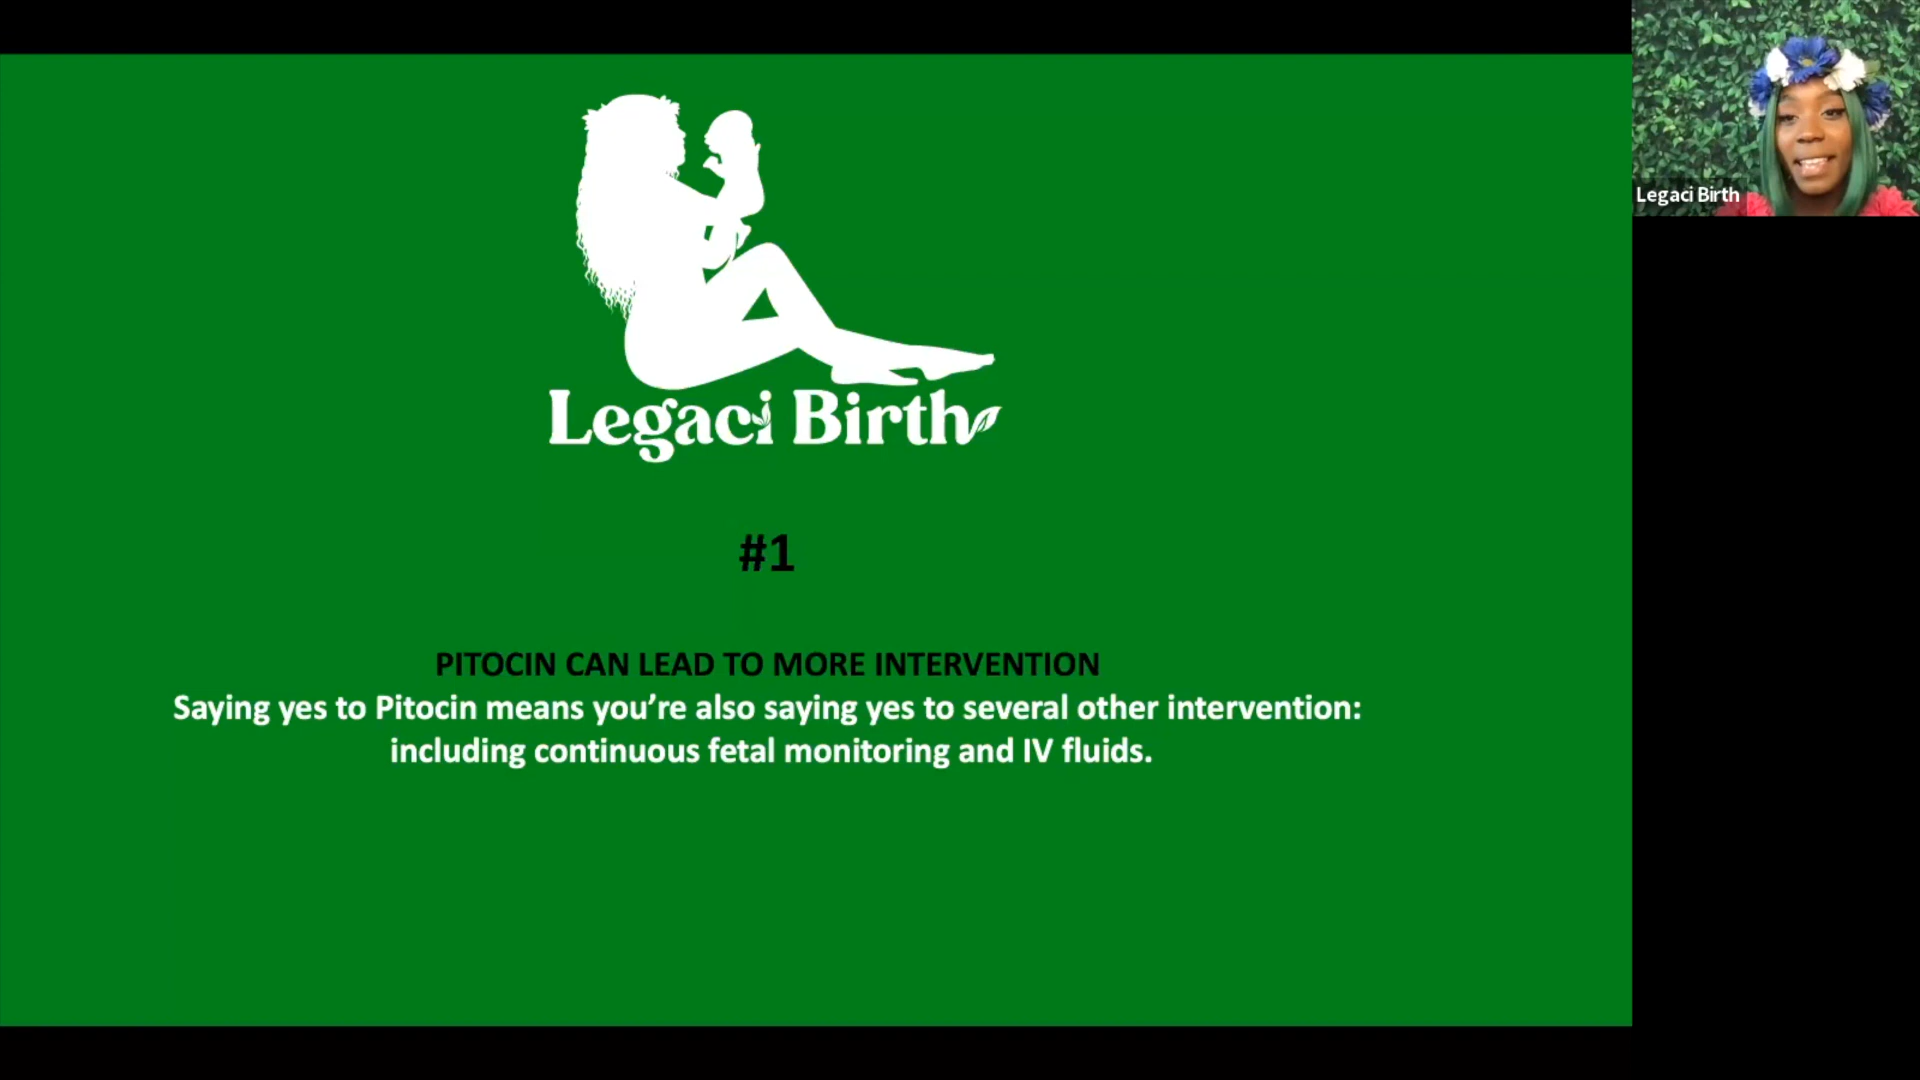 Legaci Birth
#1
PITOCIN CAN LEAD TO MORE INTERVENTION
Saying yes to Pitocin means you’re also saying yes to several other intervention:
including continuous fetal monitoring and IV fluids.
Legaci Birth